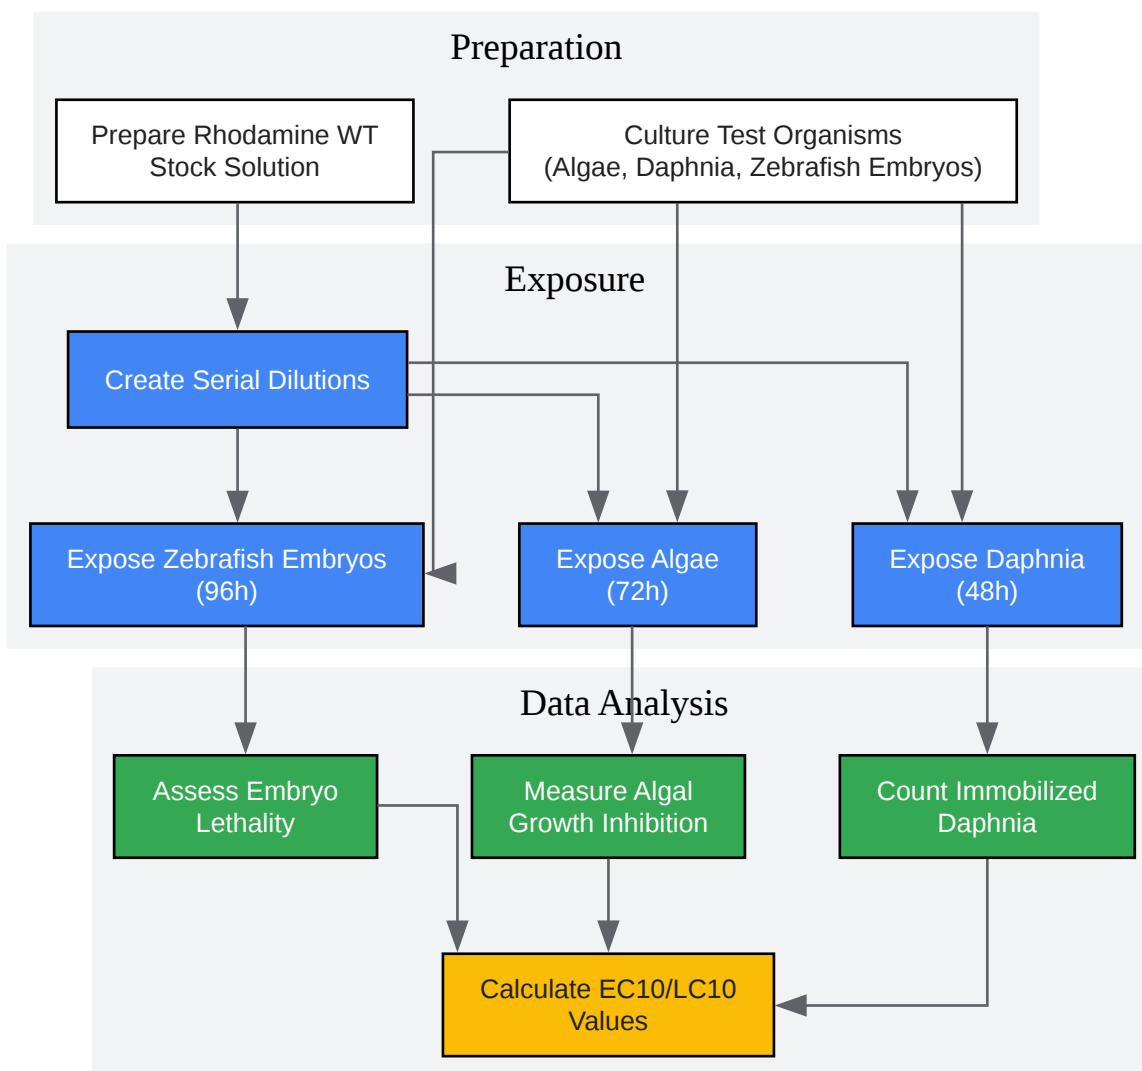 Preparation
Prepare Rhodamine WT
Stock Solution
Culture Test Organisms
(Algae, Daphnia, Zebrafish Embryos)
Exposure
Create Serial Dilutions
Expose Zebrafish Embryos
(96h)
Expose Algae
(72h)
Expose Daphnia
(48h)
Data Analysis
Assess Embryo
Lethality
Measure Algal
Growth Inhibition
Count Immobilized
Daphnia
Calculate EC10/LC10
Values